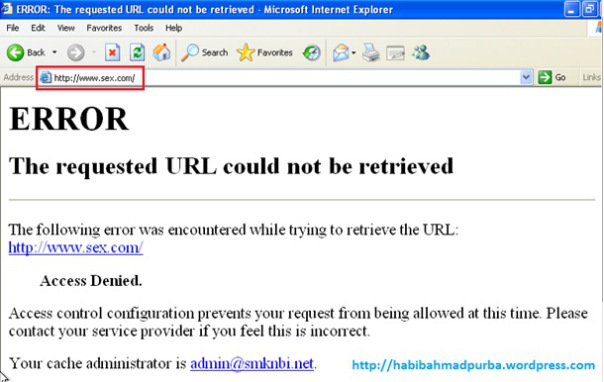 ERROR: The requested URL could not be retrieved - Microsoft Internet Explorer
File Edit View Favorites Tools Help
Back Search Favorites
Address http://www.sex.com/ Go Links
ERROR
The requested URL could not be retrieved
The following error was encountered while trying to retrieve the URL:
http://www.sex.com/
Access Denied.
Access control configuration prevents your request from being allowed at this time. Please
contact your service provider if you feel this is incorrect.
Your cache administrator is admin@smknbi.net. http://habibahmadpurba.wordpress.com